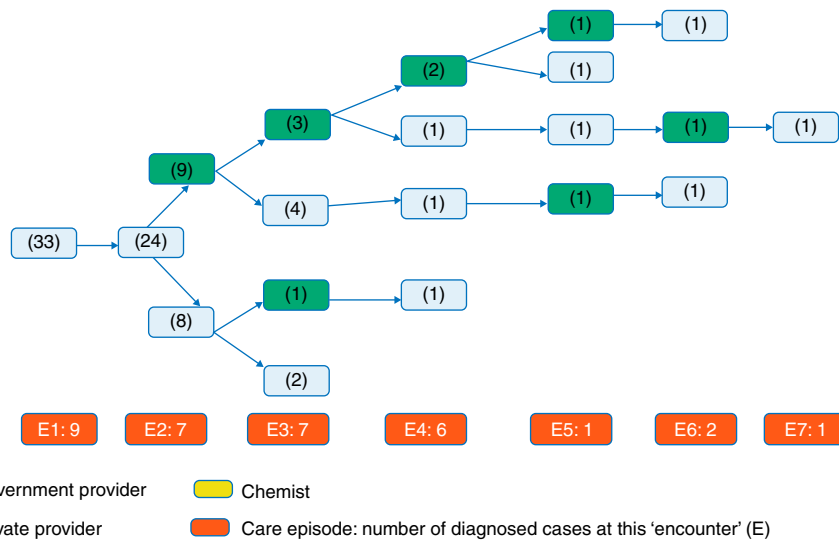 (1) (1)
(2) (1)
(3) (1) (1) (1) (1)
(9) (4) (1) (1) (1)
(33) (24)
(8) (1) (1)
(2)
E1: 9 E2: 7 E3: 7 E4: 6 E5: 1 E6: 2 E7: 1
vernment provider Chemist
vate provider Care episode: number of diagnosed cases at this ‘encounter’ (E)